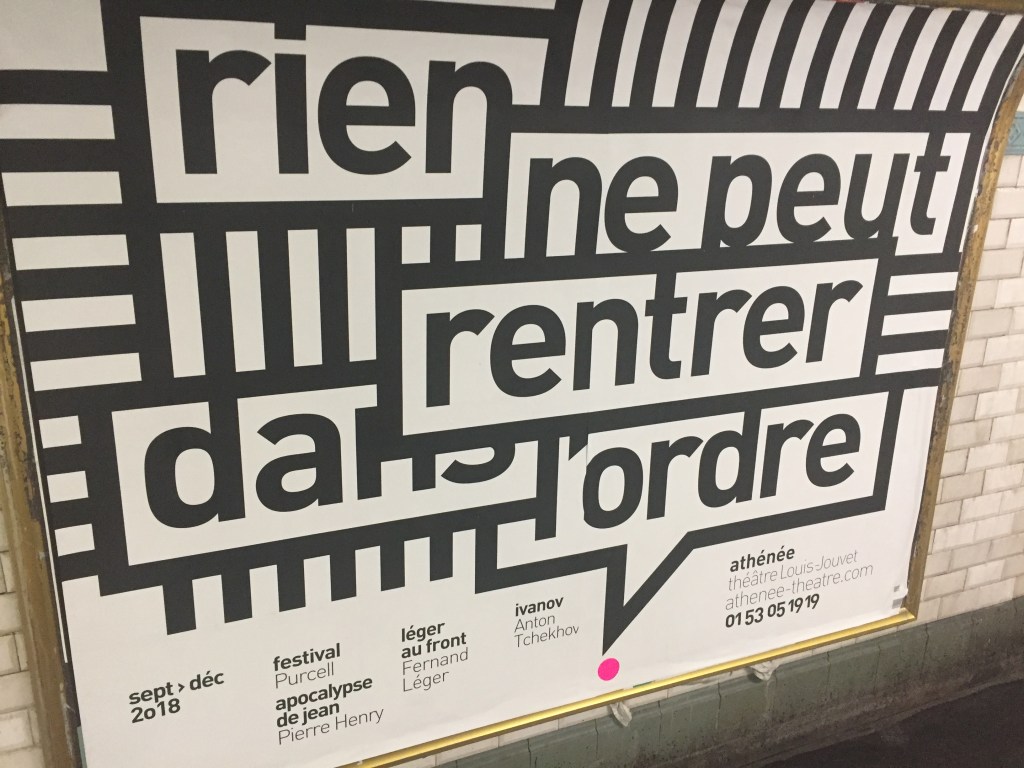 rien
ne peut
rentrer
dans
l'ordre
athénée
théâtre Louis-Jouvet
athenee-theatre.com
01 53 05 19 19
sept > déc
2o18
festival
Purcell
apocalypse
de jean
Pierre Henry
léger
au front
Fernand
Léger
ivanov
Anton
Tchekhov